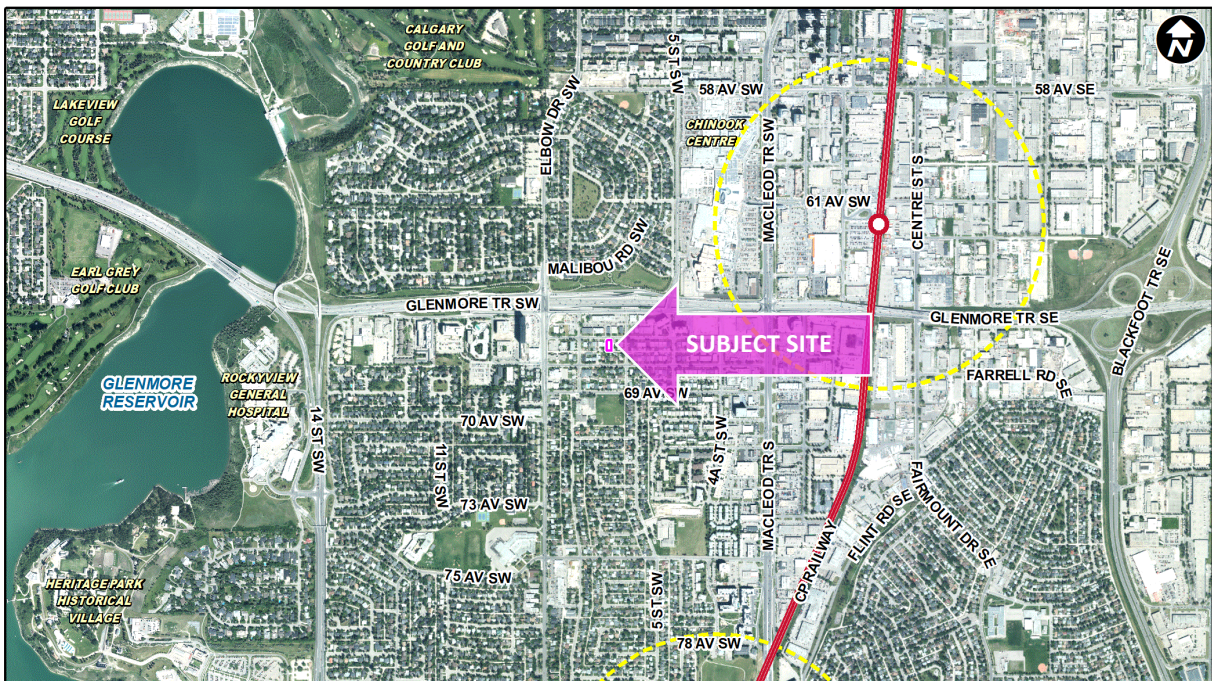 CALGARY
GOLF AND
COUNTRY CLUB
5 ST SW
N
58 AV SW
58 AV SE
LAKEVIEW
GOLF
COURSE
ELBOW DR SW
CHINOOK
CENTRE
MACLEOD TR SW
61 AV SW
CENTRE ST S
MALIBOU RD SW
EARL GREY
GOLF CLUB
BLACKFOOT TR SE
GLENMORE TR SW
GLENMORE TR SE
SUBJECT SITE
GLENMORE
RESERVOIR
ROCKYVIEW
GENERAL
HOSPITAL
FARRELL RD SE
69 AV SW
14 ST SW
70 AV SW
11 ST SW
4A ST SW
MACLEOD TR S
73 AV SW
FLINT RD SE
FAIRMOUNT DR SE
CP RAILWAY
75 AV SW
HERITAGE PARK
HISTORICAL
VILLAGE
5 ST SW
78 AV SW